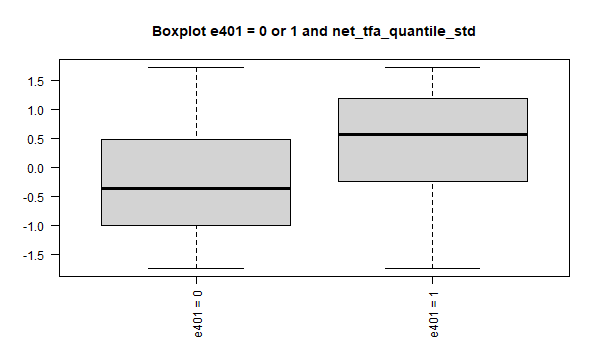 Boxplot e401 = 0 or 1 and net_tfa_quantile_std
1.5
1.0
0.5
0.0
-0.5
-1.0
-1.5
e401 = 0
e401 = 1